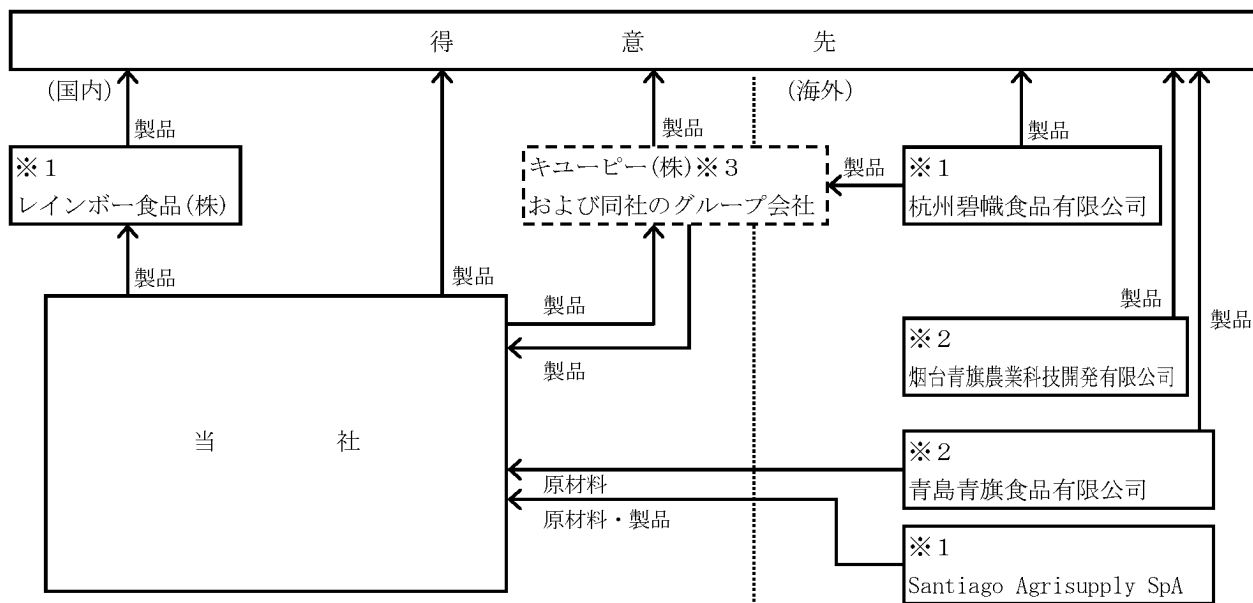 得意先
(国内)
(海外)
製品
製品
製品
※1
レインボー食品(株)
キユーピー(株)※3
および同社のグループ会社
※1
杭州碧幟食品有限公司
製品
製品
製品
製品
製品
製品
※2
烟台青旗農業科技開発有限公司
当社
※2
青島青旗食品有限公司
原材料
原材料・製品
※1
Santiago Agrisupply SpA